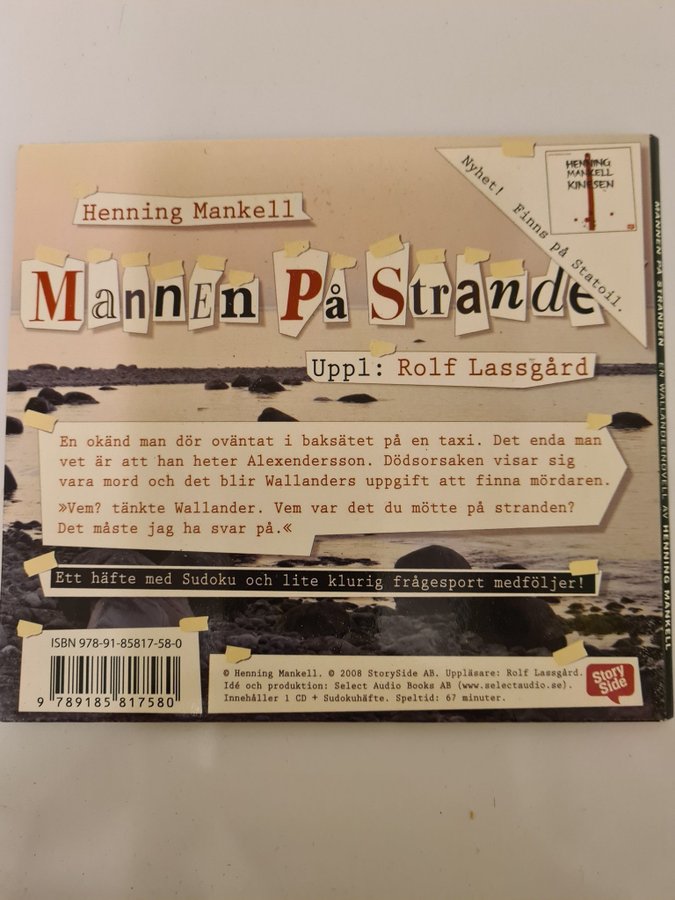 Henning Mankell
Mannen På Strande
Nyhet! Finns på Statoil.
HENNING
MANKELL
KINESEN
Uppl: Rolf Lassgård
En okänd man dör oväntat i baksätet på en taxi. Det enda man
vet är att han heter Alexendersson. Dödsorsaken visar sig
vara mord och det blir Wallanders uppgift att finna mördaren.
»Vem? tänkte Wallander. Vem var det du mötte på stranden?
Det måste jag ha svar på.«
Ett häfte med Sudoku och lite klurig frågesport medföljer!
ISBN 978-91-85817-58-0
9 789185 817580
© Henning Mankell. © 2008 StorySide AB. Uppläsare: Rolf Lassgård.
Idé och produktion: Select Audio Books AB (www.selectaudio.se).
Innehåller 1 CD + Sudokuhäfte. Speltid: 67 minuter.
Story
Side
MANNEN PÅ STRANDEN EN WALLANDERNOVELL AV HENNING MANKELL